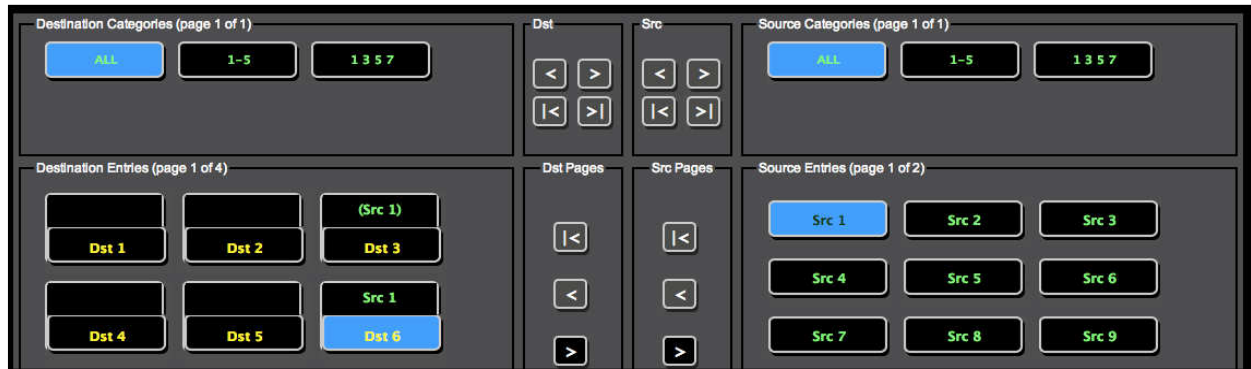 Destination Categories (page 1 of 1)
ALL
1-5
1 3 5 7
Dst
<
>
|<
>|
Src
<
>
|<
>|
Source Categories (page 1 of 1)
ALL
1-5
1 3 5 7
Destination Entries (page 1 of 4)
Dst 1
Dst 2
(Src 1)
Dst 3
Dst 4
Dst 5
Src 1
Dst 6
Dst Pages
|<
<
>
Src Pages
|<
<
>
Source Entries (page 1 of 2)
Src 1
Src 2
Src 3
Src 4
Src 5
Src 6
Src 7
Src 8
Src 9